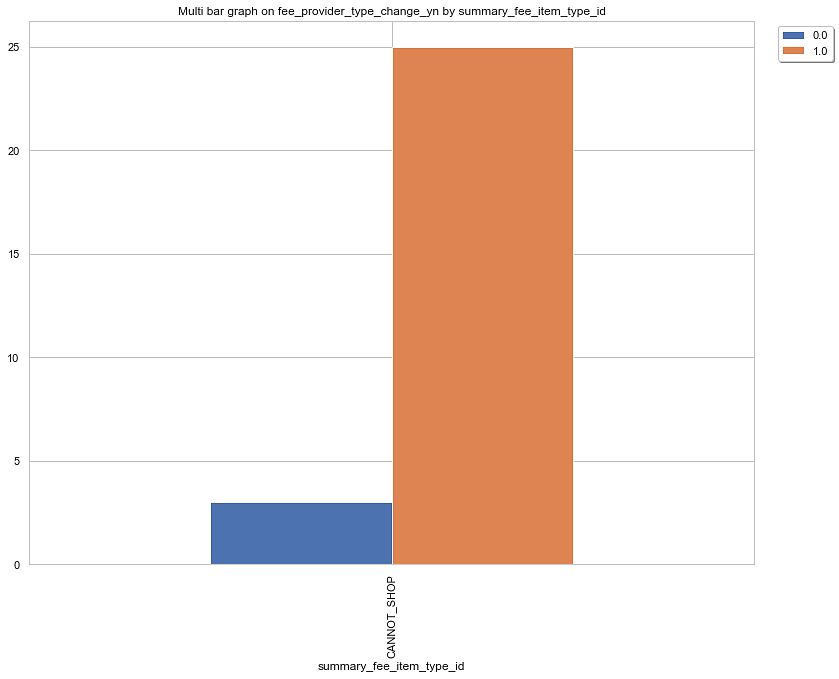 Multi bar graph on fee_provider_type_change_yn by summary_fee_item_type_id
0.0
1.0
25
20
15
10
5
0
CANNOT_SHOP
summary_fee_item_type_id